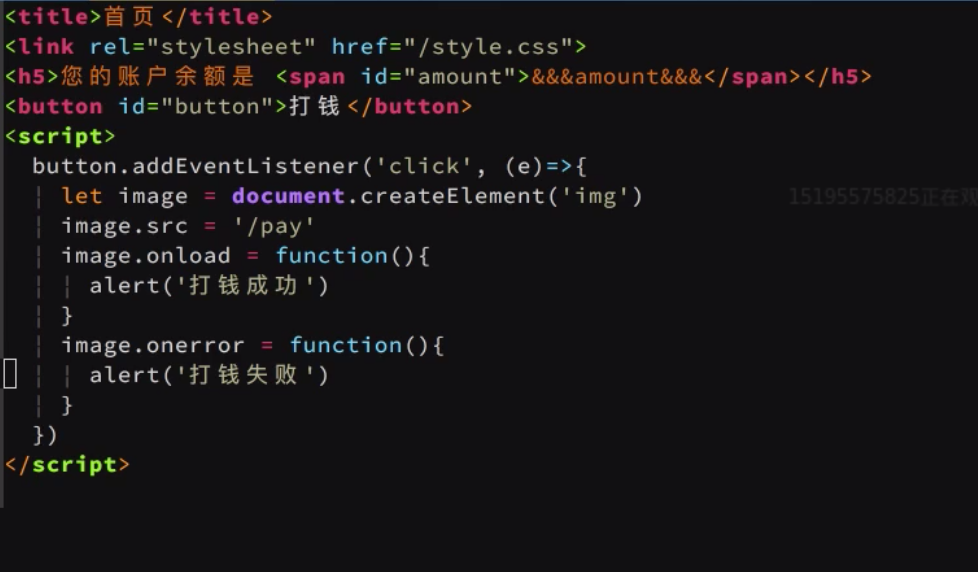 <title>首页</title>
<link rel="stylesheet" href="/style.css">
<h5>您的账户余额是 <span id="amount">&&&amount&&&</span></h5>
<button id="button">打钱</button>
<script>
  button.addEventListener('click', (e)=>{
    let image = document.createElement('img')
15195575825正在观
    image.src = '/pay'
    image.onload = function(){
      alert('打钱成功')
    }
    image.onerror = function(){
      alert('打钱失败')
    }
  })
</script>